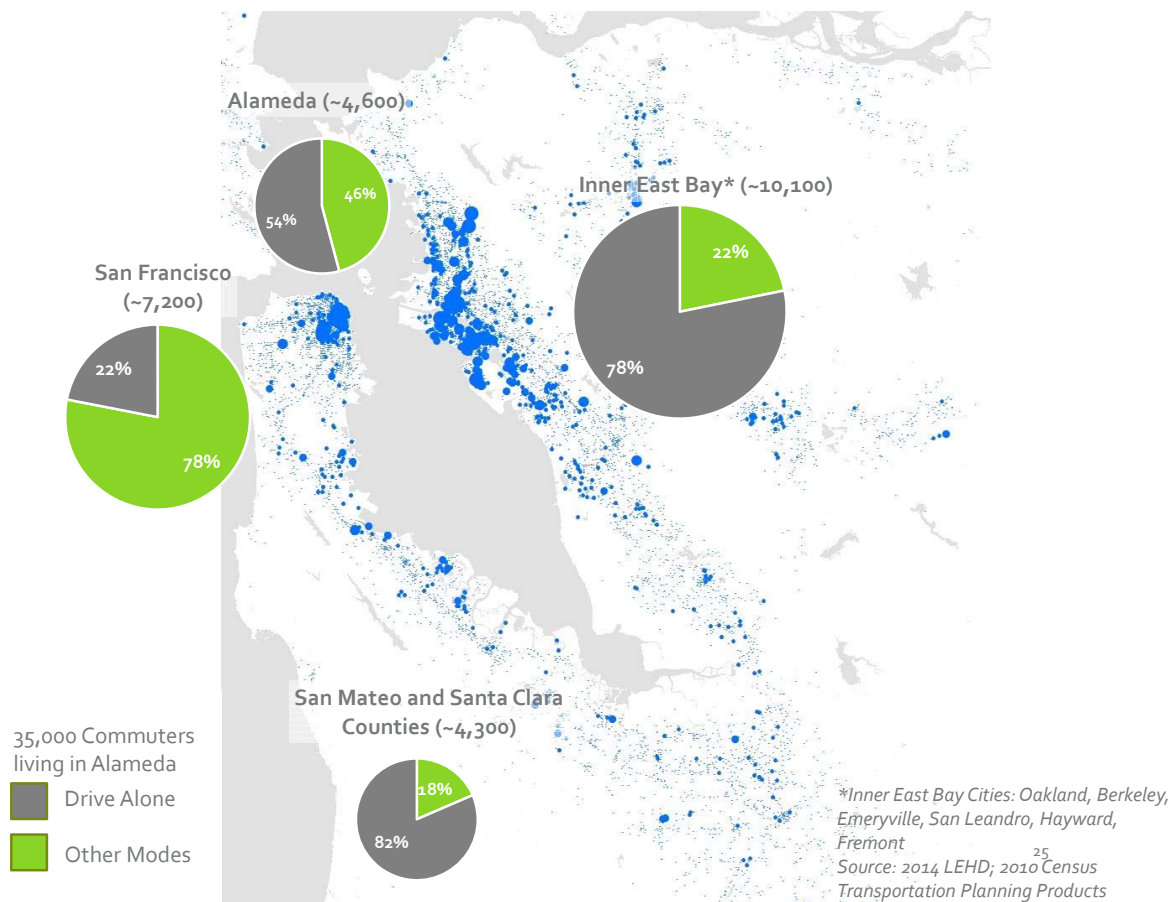 Alameda (~4,600)
46%
54%
Inner East Bay* (~10,100)
22%
78%
San Francisco
(~7,200)
22%
78%
San Mateo and Santa Clara
Counties (~4,300)
18%
82%
35,000 Commuters
living in Alameda
Drive Alone
Other Modes
*Inner East Bay Cities: Oakland, Berkeley,
Emeryville, San Leandro, Hayward,
Fremont
25
Source: 2014 LEHD; 2010 Census
Transportation Planning Products